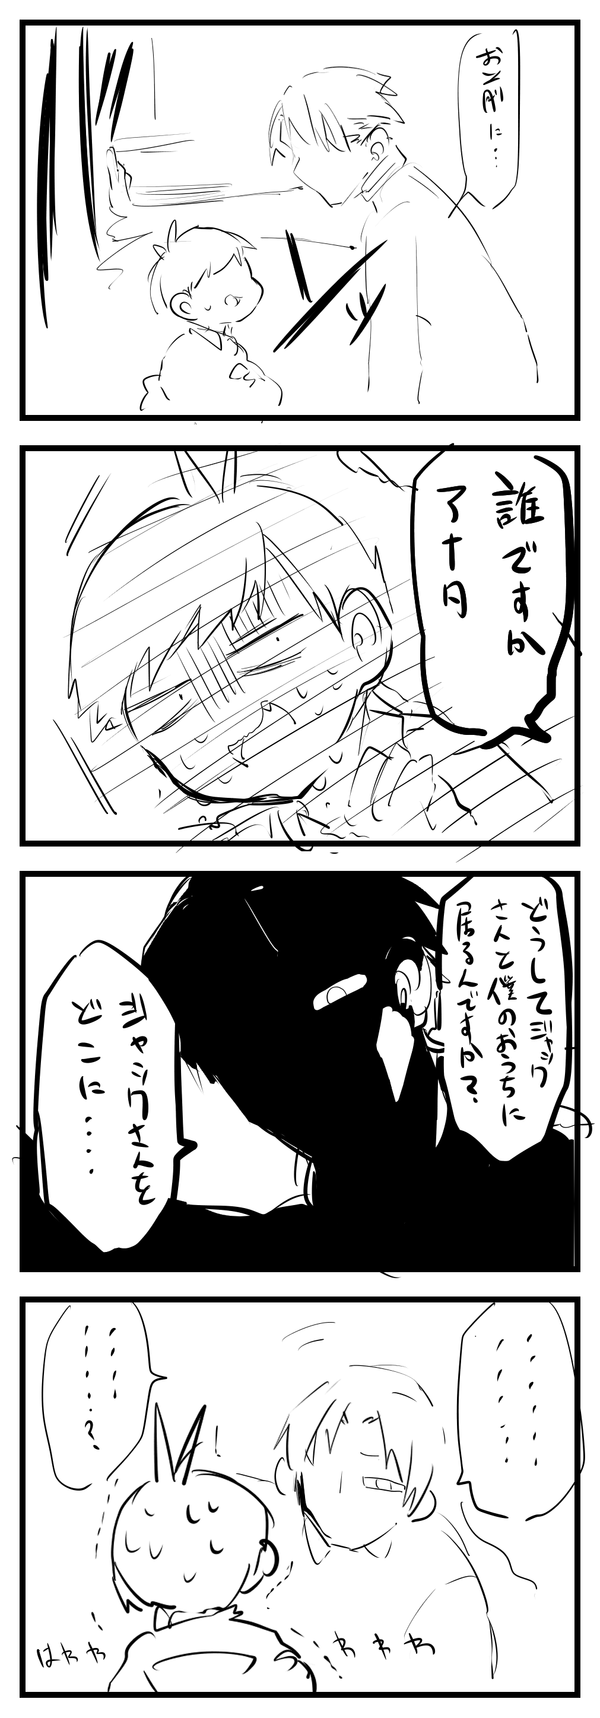 お前に…
ツ
誰ですか
アナタ
どうしてジャック
さんと僕のおうちに
居るんですか？
ジャックさんを
どこに・・・・
・・・・・・・
・・・・・・・
・・・・
・・・・・・？
はわわ
わわわ